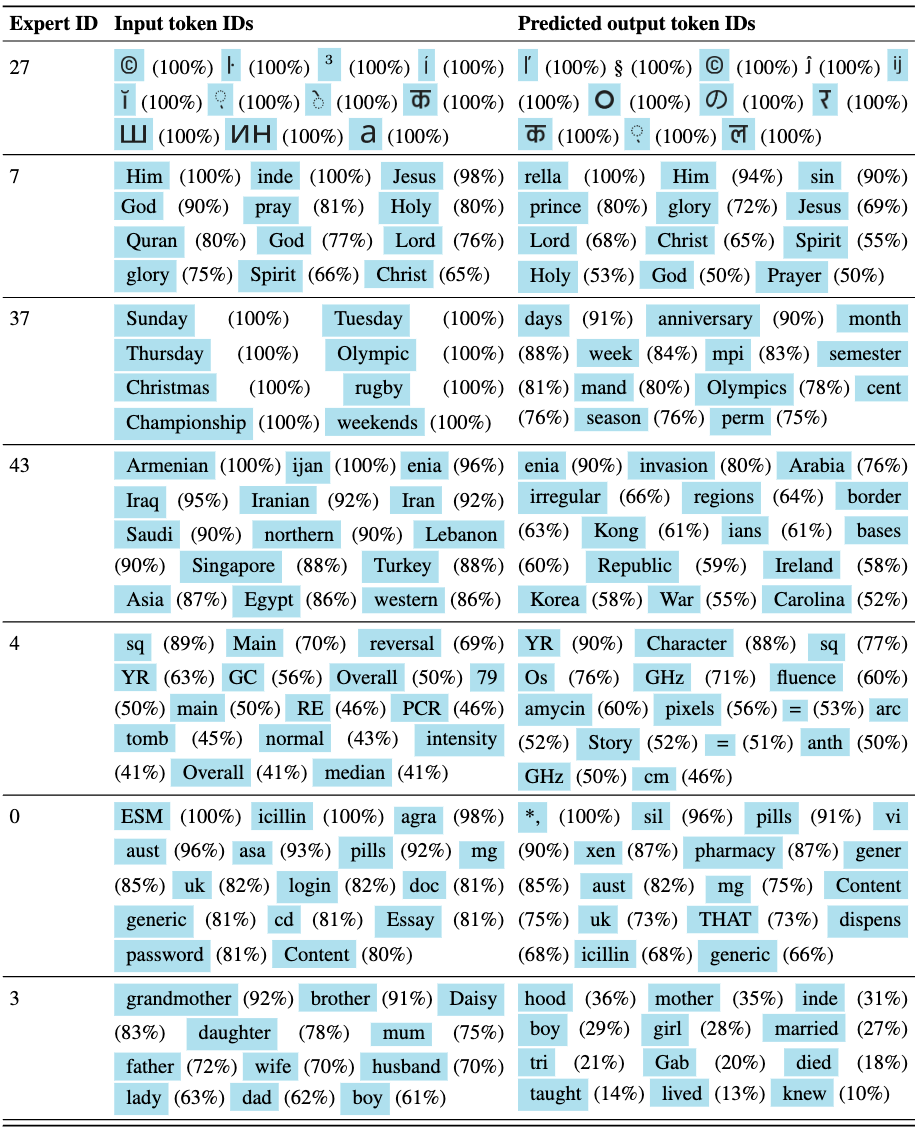 Expert ID Input token IDs Predicted output token IDs
27 © (100%) ŀ (100%) ³ (100%) í (100%) ľ (100%) § (100%) © (100%) ĵ (100%) ij
ǐ (100%) ़ (100%) े (100%) क (100%) (100%) O (100%) の (100%) र (100%)
Ш (100%) ИН (100%) a (100%) क (100%) ़ (100%) ल (100%)
7 Him (100%) inde (100%) Jesus (98%) rella (100%) Him (94%) sin (90%)
God (90%) pray (81%) Holy (80%) prince (80%) glory (72%) Jesus (69%)
Quran (80%) God (77%) Lord (76%) Lord (68%) Christ (65%) Spirit (55%)
glory (75%) Spirit (66%) Christ (65%) Holy (53%) God (50%) Prayer (50%)
37 Sunday (100%) Tuesday (100%) days (91%) anniversary (90%) month
Thursday (100%) Olympic (100%) (88%) week (84%) mpi (83%) semester
Christmas (100%) rugby (100%) (81%) mand (80%) Olympics (78%) cent
Championship (100%) weekends (100%) (76%) season (76%) perm (75%)
43 Armenian (100%) ijan (100%) enia (96%) enia (90%) invasion (80%) Arabia (76%)
Iraq (95%) Iranian (92%) Iran (92%) irregular (66%) regions (64%) border
Saudi (90%) northern (90%) Lebanon (63%) Kong (61%) ians (61%) bases
(90%) Singapore (88%) Turkey (88%) (60%) Republic (59%) Ireland (58%)
Asia (87%) Egypt (86%) western (86%) Korea (58%) War (55%) Carolina (52%)
4 sq (89%) Main (70%) reversal (69%) YR (90%) Character (88%) sq (77%)
YR (63%) GC (56%) Overall (50%) 79 Os (76%) GHz (71%) fluence (60%)
(50%) main (50%) RE (46%) PCR (46%) amycin (60%) pixels (56%) = (53%) arc
tomb (45%) normal (43%) intensity (52%) Story (52%) = (51%) anth (50%)
(41%) Overall (41%) median (41%) GHz (50%) cm (46%)
0 ESM (100%) icillin (100%) agra (98%) *, (100%) sil (96%) pills (91%) vi
aust (96%) asa (93%) pills (92%) mg (90%) xen (87%) pharmacy (87%) gener
(85%) uk (82%) login (82%) doc (81%) (85%) aust (82%) mg (75%) Content
generic (81%) cd (81%) Essay (81%) (75%) uk (73%) THAT (73%) dispens
password (81%) Content (80%) (68%) icillin (68%) generic (66%)
3 grandmother (92%) brother (91%) Daisy hood (36%) mother (35%) inde (31%)
(83%) daughter (78%) mum (75%) boy (29%) girl (28%) married (27%)
father (72%) wife (70%) husband (70%) tri (21%) Gab (20%) died (18%)
lady (63%) dad (62%) boy (61%) taught (14%) lived (13%) knew (10%)